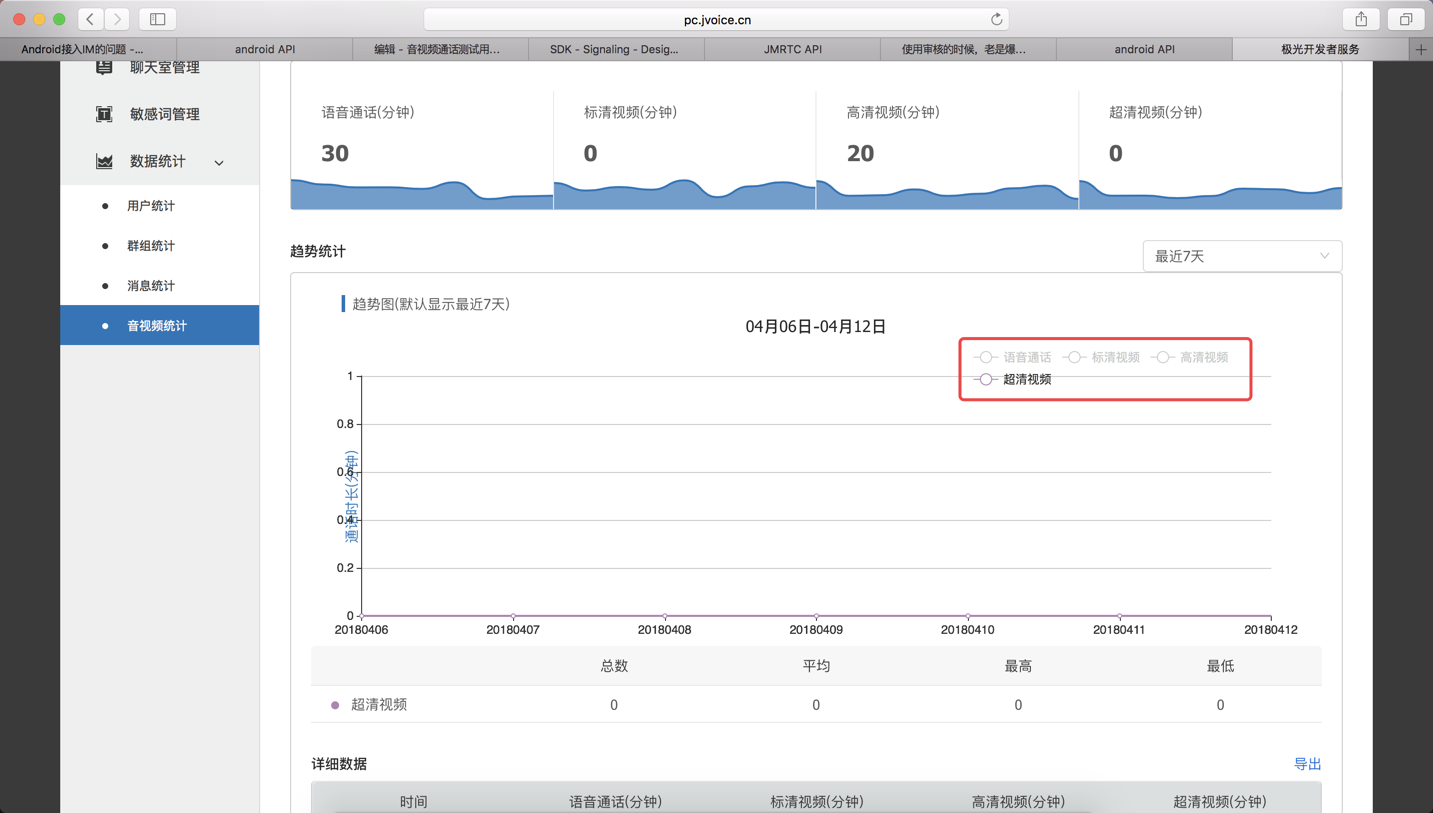 pc.jvoice.cn
Android接入IM的问题 -...
android API
编辑 - 音视频通话测试用...
SDK - Signaling - Desig...
JMRTC API
使用审核的时候，老是爆...
android API
极光开发者服务
聊天室管理
敏感词管理
数据统计
用户统计
群组统计
消息统计
音视频统计
语音通话(分钟)
30
标清视频(分钟)
0
高清视频(分钟)
20
超清视频(分钟)
0
趋势统计
最近7天
趋势图(默认显示最近7天)
04月06日-04月12日
语音通话 标清视频 高清视频
超清视频
通话时长(分钟)
1
0.8
0.6
0.4
0.2
0
20180406 20180407 20180408 20180409 201804010 20180411 20180412
总数 平均 最高 最低
超清视频 0 0 0 0
详细数据
导出
时间 语音通话(分钟) 标清视频(分钟) 高清视频(分钟) 超清视频(分钟)